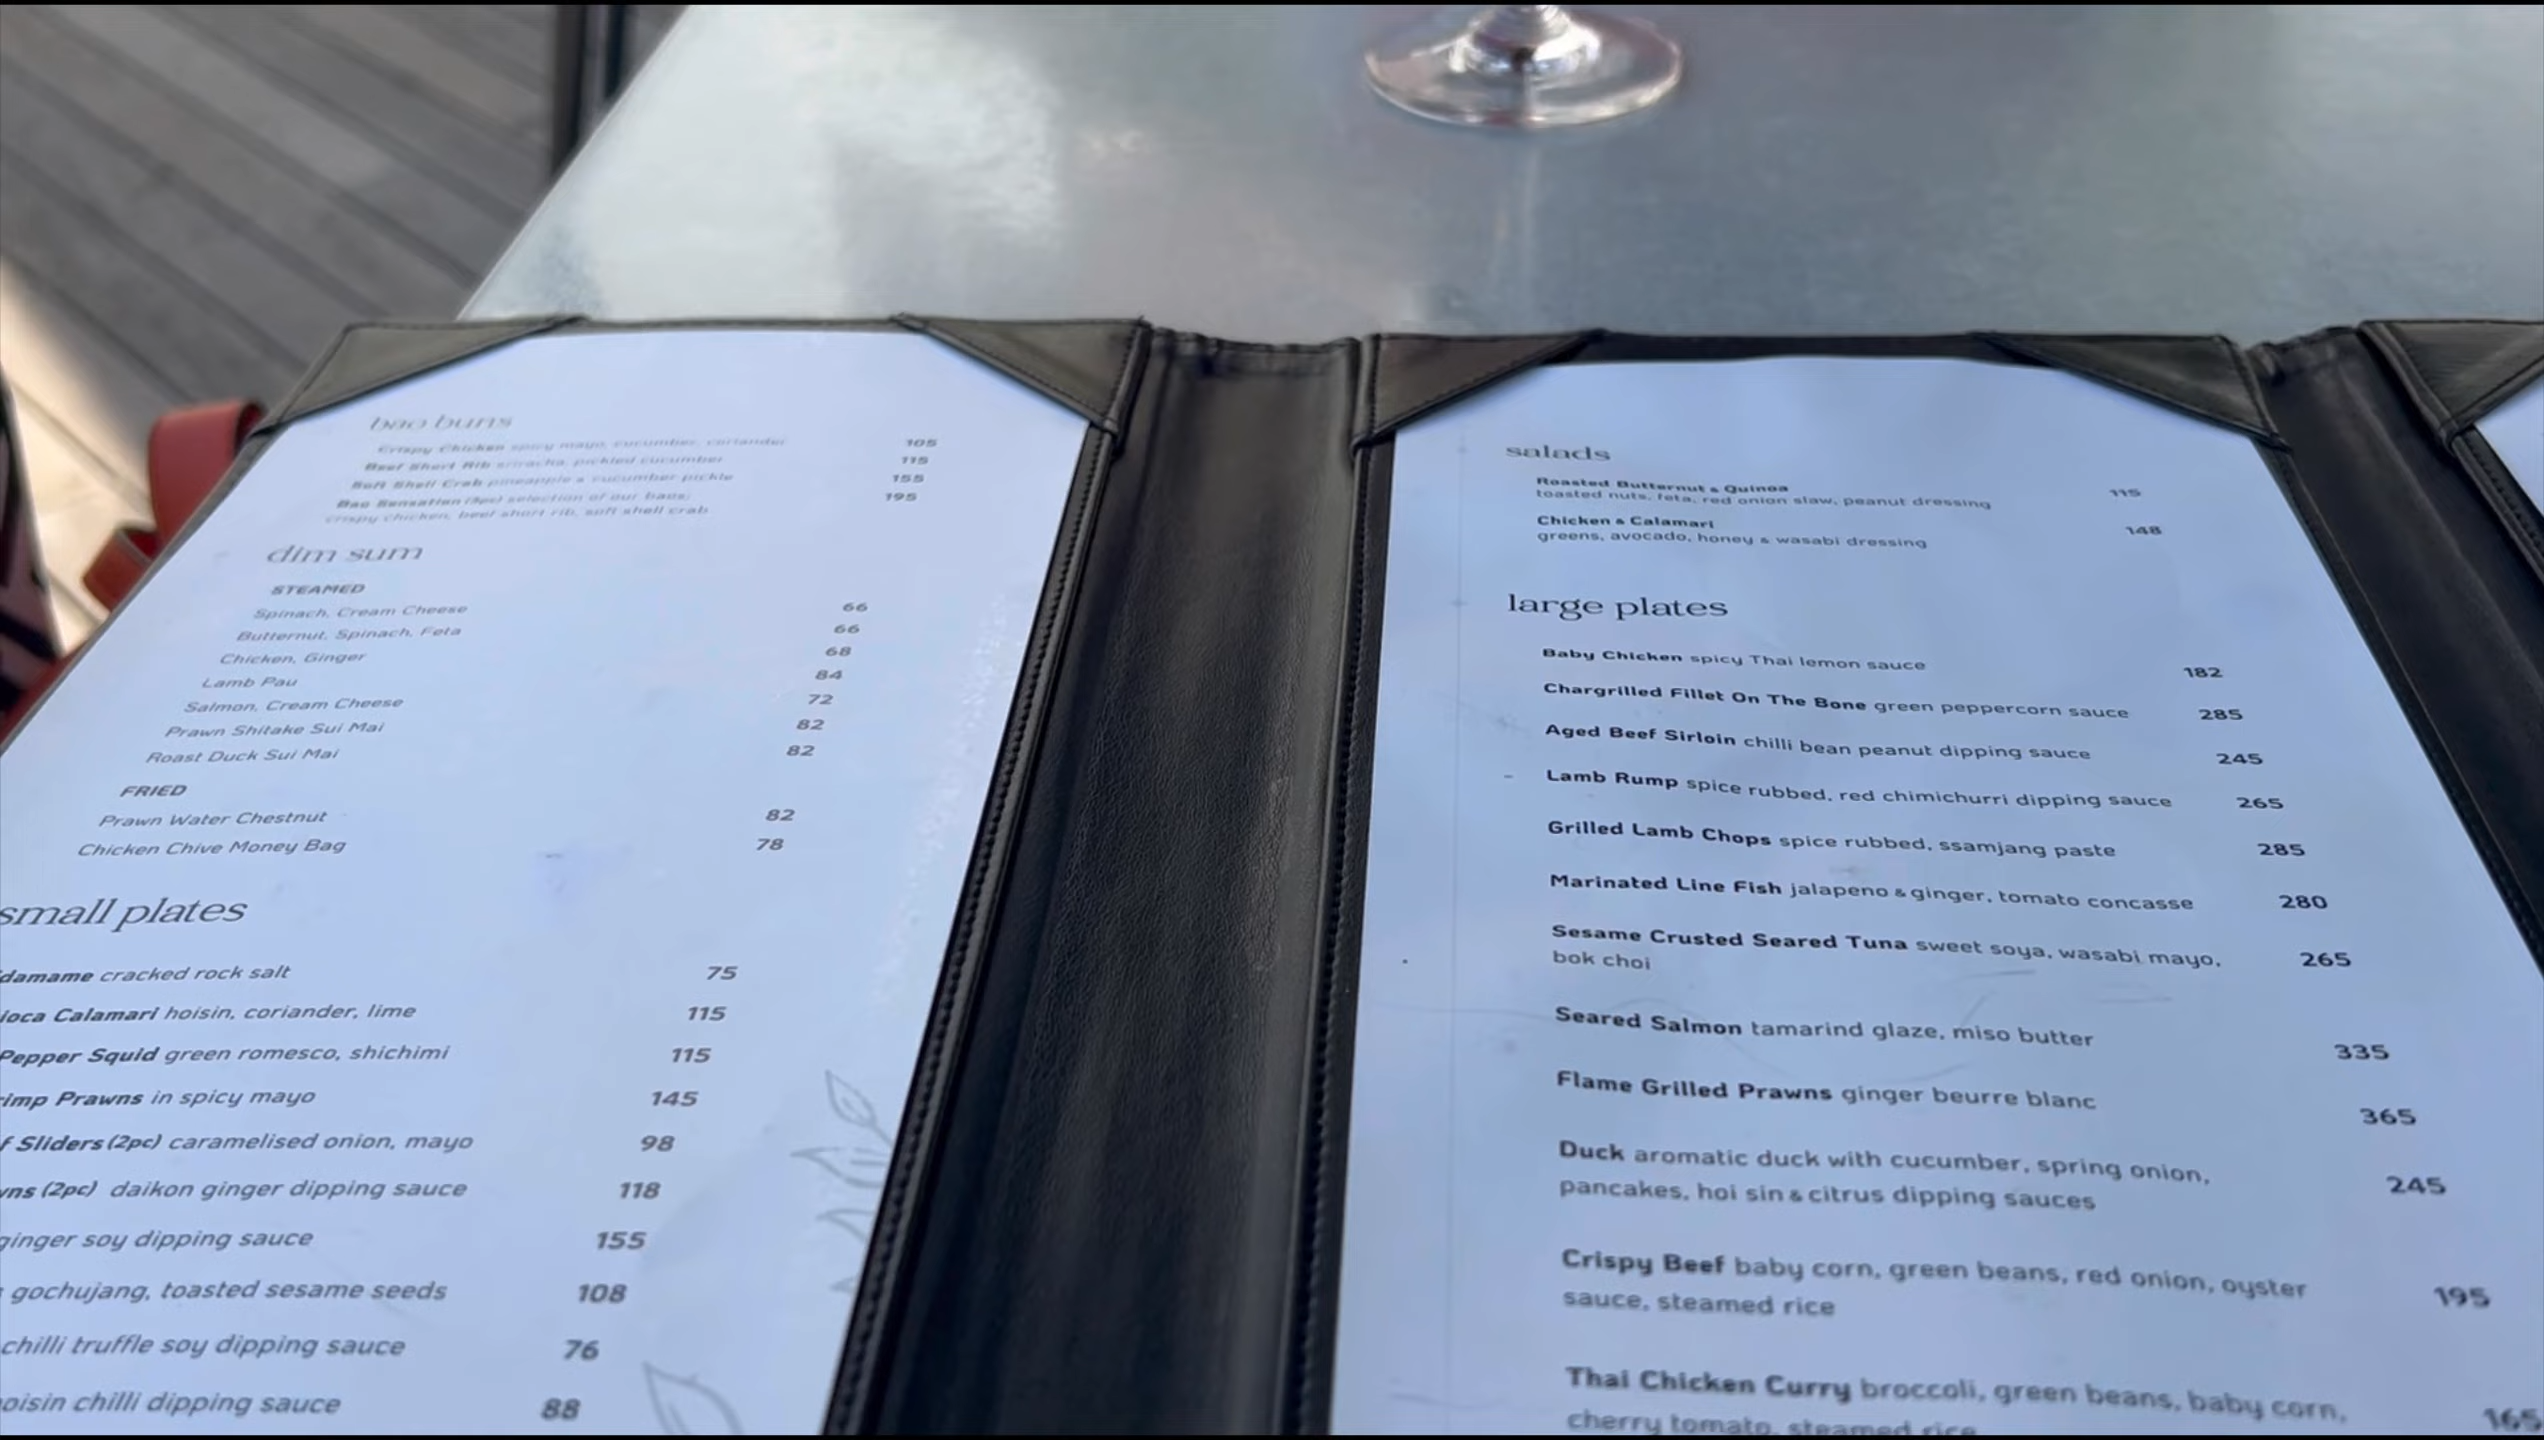 bao buns
Crispy Chicken spicy mayo, cucumber, coriander 105
Beef Short Rib sriracha, pickled cucumber 115
Soft Shell Crab pineapple & cucumber pickle 155
Bao Sensation (3pc) selection of our baos; 195
crispy chicken, beef short rib, soft shell crab
dim sum
STEAMED
Spinach, Cream Cheese 66
Butternut, Spinach, Feta 66
Chicken, Ginger 68
Lamb Pau 84
Salmon, Cream Cheese 72
Prawn Shitake Sui Mai 82
Roast Duck Sui Mai 82
FRIED
Prawn Water Chestnut 82
Chicken Chive Money Bag 78
small plates
damame cracked rock salt 75
ioca Calamari hoisin, coriander, lime 115
Pepper Squid green romesco, shichimi 115
rimp Prawns in spicy mayo 145
f Sliders (2pc) caramelised onion, mayo 98
wns (2pc) daikon ginger dipping sauce 118
ginger soy dipping sauce 155
gochujang, toasted sesame seeds 108
chilli truffle soy dipping sauce 76
oisin chilli dipping sauce 88
salads
Roasted Butternut & Quinoa
toasted nuts, feta, red onion slaw, peanut dressing 115
Chicken & Calamari
greens, avocado, honey & wasabi dressing 148
large plates
Baby Chicken spicy Thai lemon sauce 182
Chargrilled Fillet On The Bone green peppercorn sauce 285
Aged Beef Sirloin chilli bean peanut dipping sauce 245
Lamb Rump spice rubbed, red chimichurri dipping sauce 265
Grilled Lamb Chops spice rubbed, ssamjang paste 285
Marinated Line Fish jalapeno & ginger, tomato concasse 280
Sesame Crusted Seared Tuna sweet soya, wasabi mayo, 265
bok choi
Seared Salmon tamarind glaze, miso butter 335
Flame Grilled Prawns ginger beurre blanc 365
Duck aromatic duck with cucumber, spring onion, 245
pancakes, hoi sin & citrus dipping sauces
Crispy Beef baby corn, green beans, red onion, oyster 195
sauce, steamed rice
Thai Chicken Curry broccoli, green beans, baby corn, 165
cherry tomato, steamed rice